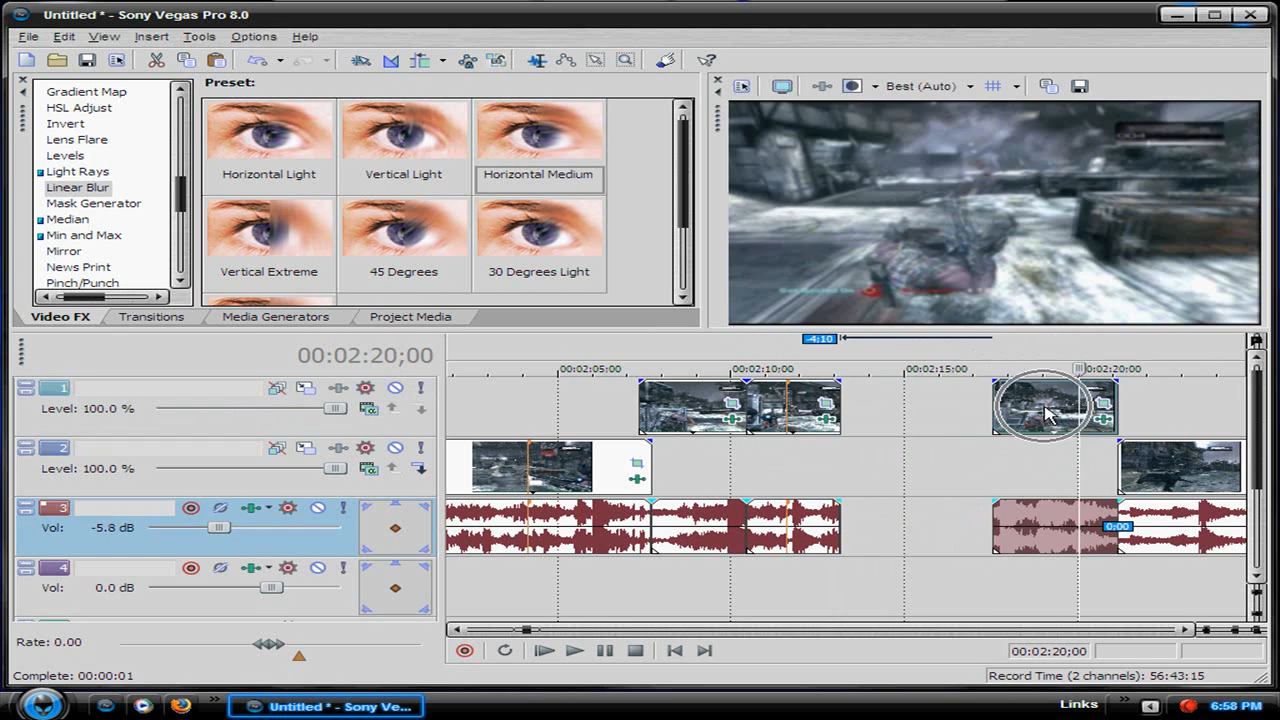 Untitled * - Sony Vegas Pro 8.0
File Edit View Insert Tools Options Help
Gradient Map
HSL Adjust
Invert
Lens Flare
Levels
Light Rays
Linear Blur
Mask Generator
Median
Min and Max
Mirror
News Print
Pinch/Punch
Preset:
Horizontal Light
Vertical Light
Horizontal Medium
Vertical Extreme
45 Degrees
30 Degrees Light
Best (Auto)
Video FX
Transitions
Media Generators
Project Media
-4:10
00:02:20;00
00:02:05:00
00:02:10:00
00:02:15:00
00:02:20:00
1
Level: 100.0 %
2
Level: 100.0 %
3
Vol: -5.8 dB
0:00
4
Vol: 0.0 dB
Rate: 0.00
00:02:20;00
Complete: 00:00:01
Record Time (2 channels): 56:43:15
Untitled * - Sony Ve...
Links
6:58 PM